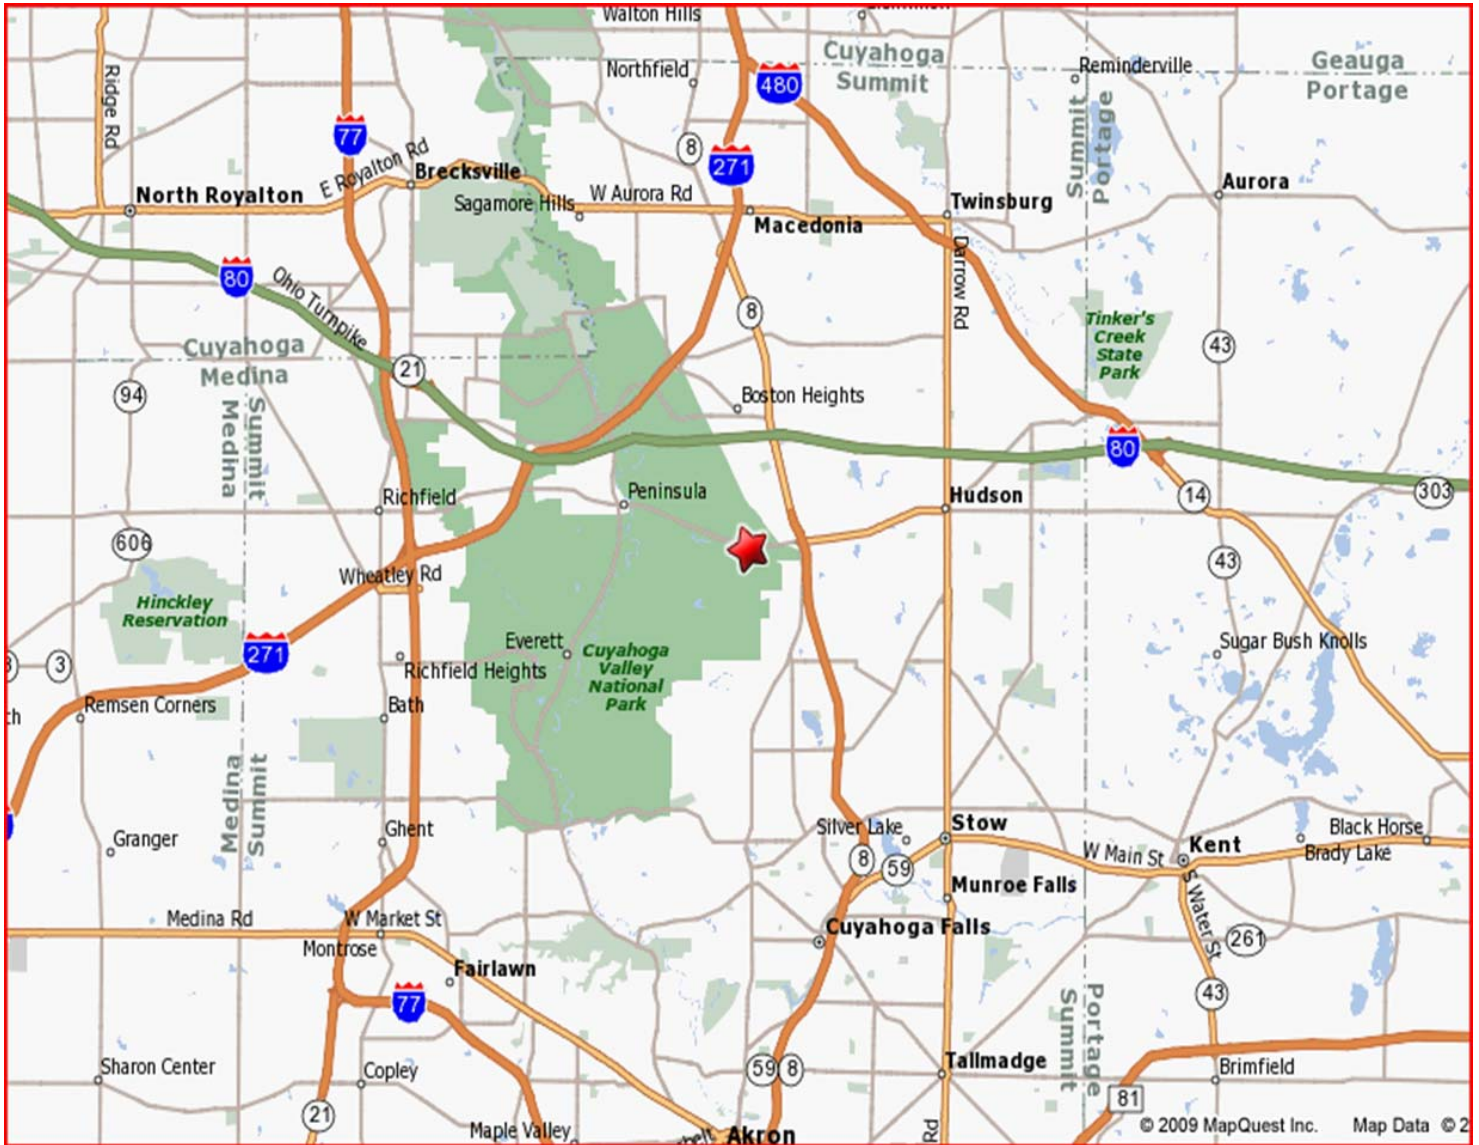 Walton Hills
Cuyahoga
Summit
Geauga
Portage
Northfield
480
Reminderville
Ridge Rd
77
8
271
Summit
Portage
E Royalton Rd
Brecksville
North Royalton
Sagamore Hills
W Aurora Rd
Macedonia
Twinsburg
Aurora
Darrow Rd
80
Ohio Turnpike
8
Tinker's
Creek
State
Park
43
Cuyahoga
Medina
21
94
Boston Heights
Medina
Summit
80
Richfield
Peninsula
Hudson
14
303
606
Wheatley Rd
43
Hinckley
Reservation
271
3
Everett
Cuyahoga
Valley
National
Park
Sugar Bush Knolls
Richfield Heights
Remsen Corners
Bath
Medina
Summit
Granger
Ghent
Silver Lake
Stow
8
59
W Main St
Kent
Black Horse
Brady Lake
Munroe Falls
S Water St
Medina Rd
W Market St
Montrose
Cuyahoga Falls
261
Fairlawn
77
43
Summit
Portage
Sharon Center
Copley
59
8
Tallmadge
Brimfield
21
81
Maple Valley
Akron
Rd
© 2009 MapQuest Inc.
Map Data © 2